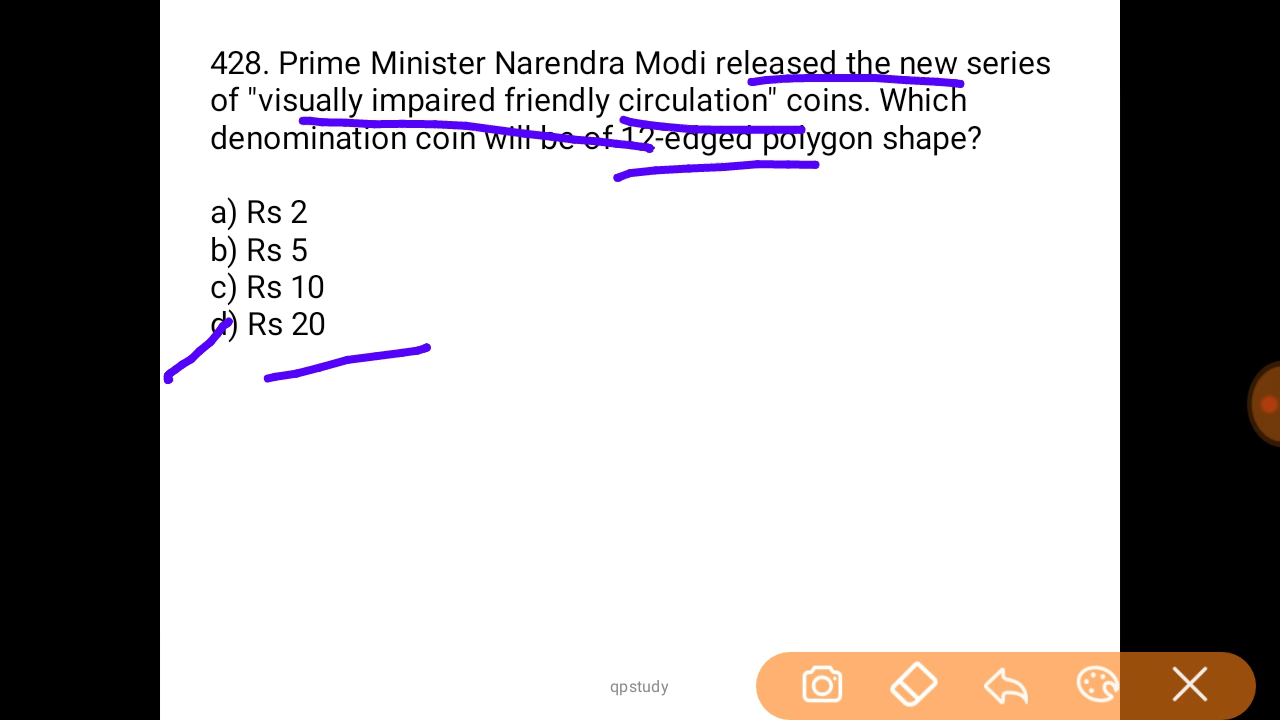 428. Prime Minister Narendra Modi released the new series
of "visually impaired friendly circulation" coins. Which
denomination coin will be of 12-edged polygon shape?
a) Rs 2
b) Rs 5
c) Rs 10
d) Rs 20
qpstudy